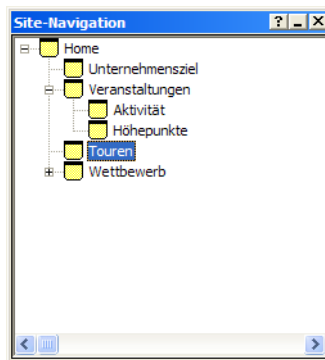 Site-Navigation
Home
Unternehmensziel
Veranstaltungen
Aktivität
Höhepunkte
Touren
Wettbewerb